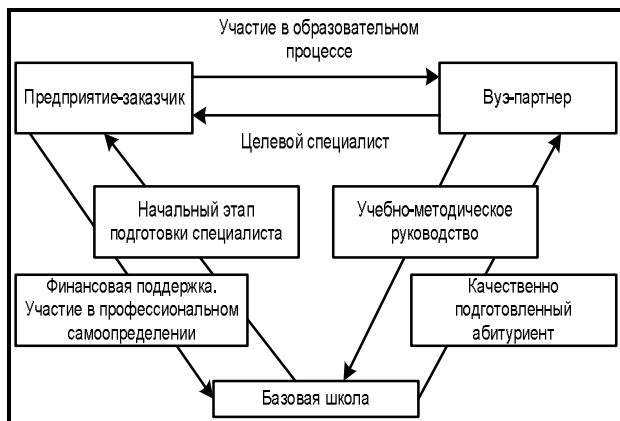 Участие в образовательном
процессе
Предприятие-заказчик
Вуз-партнер
Целевой специалист
Начальный этап
подготовки специалиста
Учебно-методическое
руководство
Финансовая поддержка.
Участие в профессиональном
самоопределении
Качественно
подготовленный
абитуриент
Базовая школа